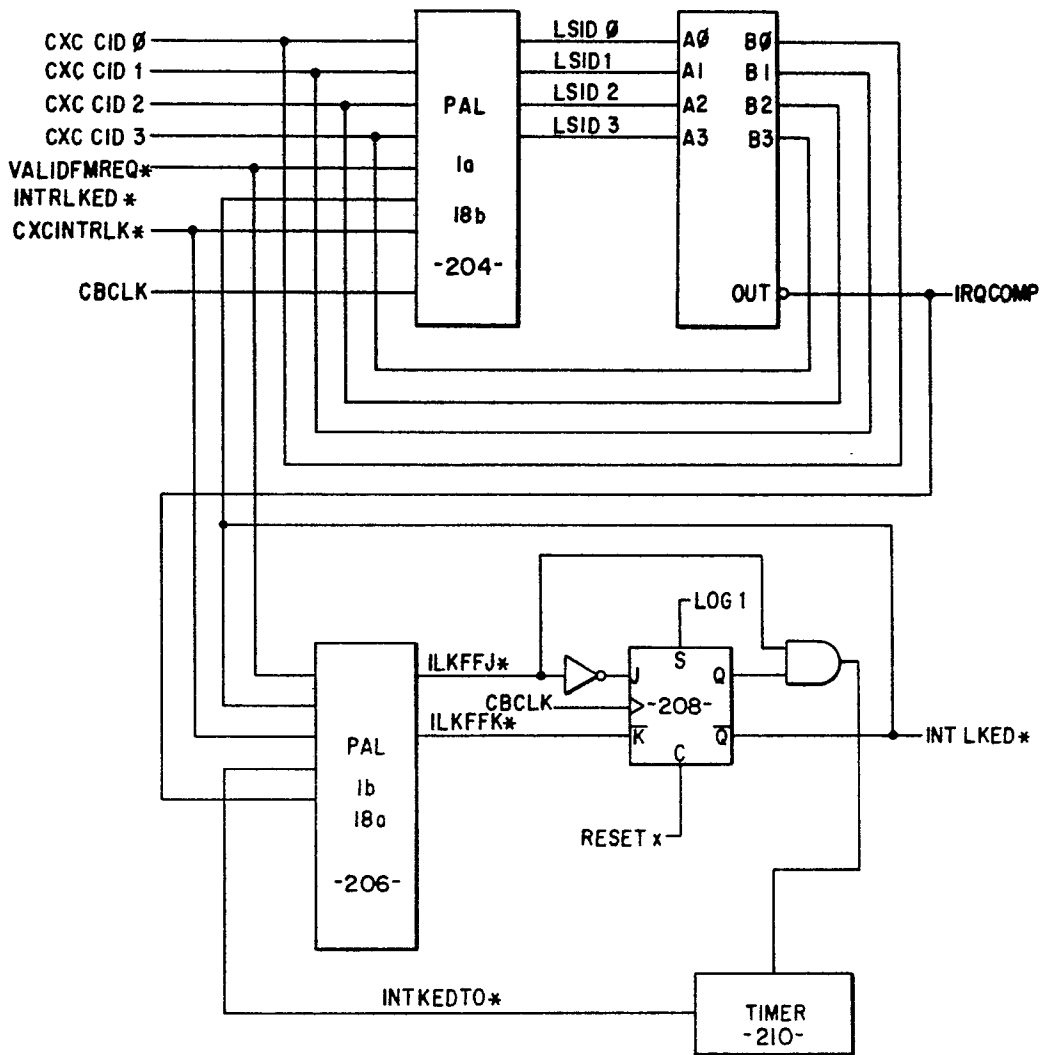 CXC CID Ø
CXC CID 1
CXC CID 2
CXC CID 3
VALIDFMREQ*
INTRLKED *
CXCINTRLK*
CBCLK
PAL
1a
18b
-204-
LSID Ø
LSID 1
LSID 2
LSID 3
AØ BØ
A1 B1
A2 B2
A3 B3
OUT
IRQCOMP
LOG 1
ILKFFJ*
CBCLK
ILKFFK*
J S Q
-208-
K̅ C Q̅
INT LKED*
RESET x
PAL
1b
18a
-206-
INTKEDTO*
TIMER
-210-